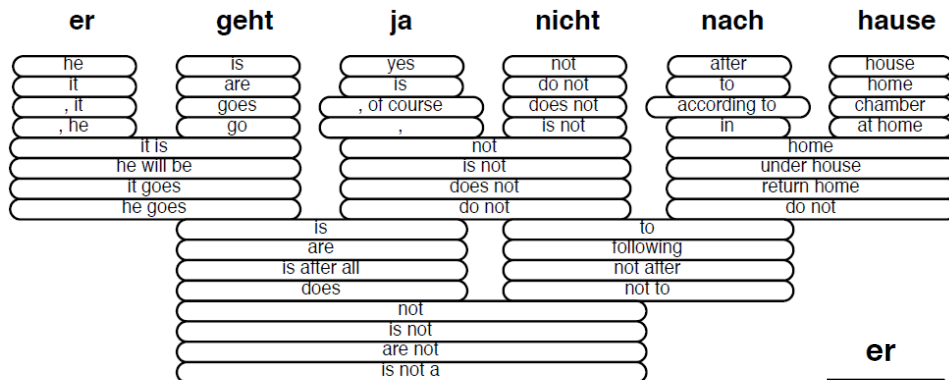 er geht ja nicht nach hause
he is yes not after house
it are is do not to home
, it goes , of course does not according to chamber
, he go , is not in at home
it is not home
he will be is not under house
it goes does not return home
he goes do not do not
is to
are following
is after all not after
does not to
not
is not
are not
is not a
er